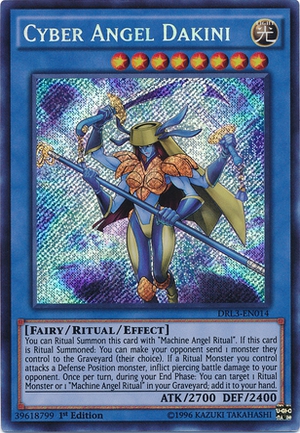 CYBER ANGEL DAKINI
LIGHT
光
DRL3-EN014
[FAIRY/RITUAL/EFFECT]
You can Ritual Summon this card with "Machine Angel Ritual". If this
card is Ritual Summoned: You can make your opponent send 1 monster
they control to the Graveyard (their choice). If a Ritual Monster you control
attacks a Defense Position monster, inflict piercing battle damage to your
opponent. Once per turn, during your End Phase: You can target 1 Ritual
Monster or 1 "Machine Angel Ritual" in your Graveyard; add it to your hand.
ATK/2700 DEF/2400
39618799 1st Edition ©1996 KAZUKI TAKAHASHI